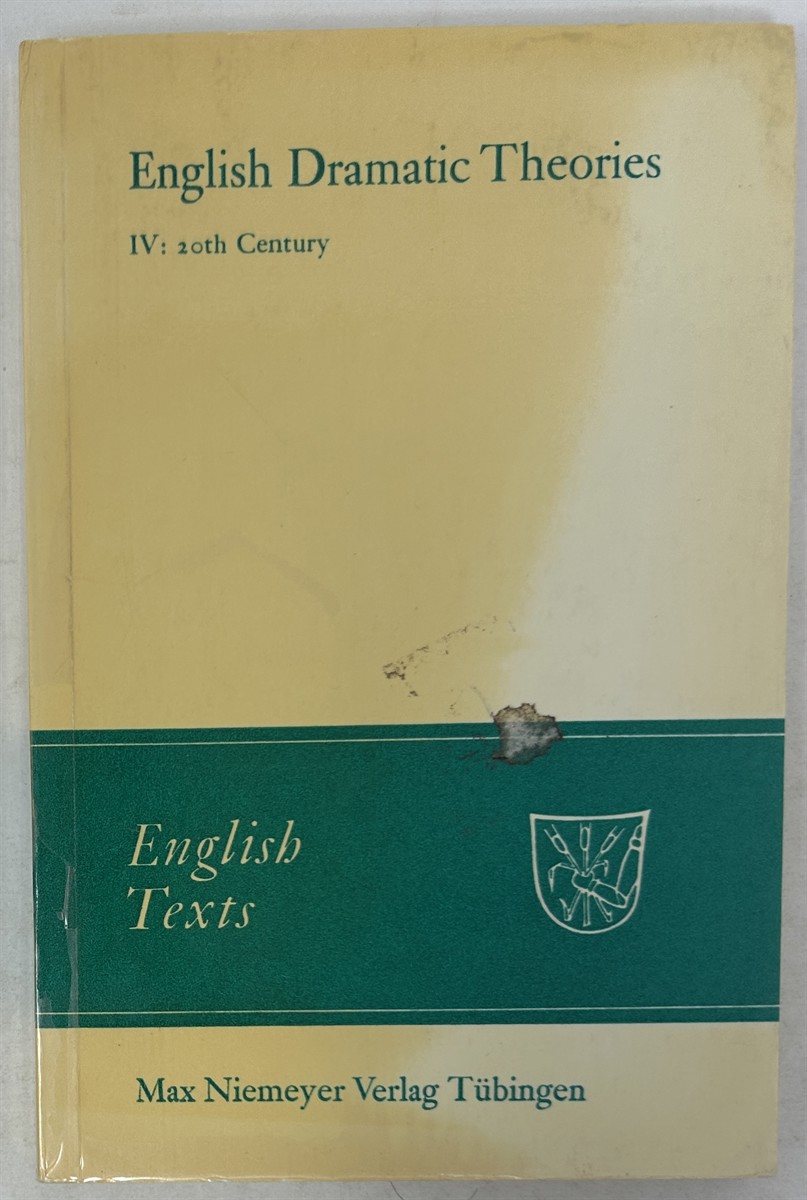 English Dramatic Theories
IV: 20th Century
English
Texts
Max Niemeyer Verlag Tübingen